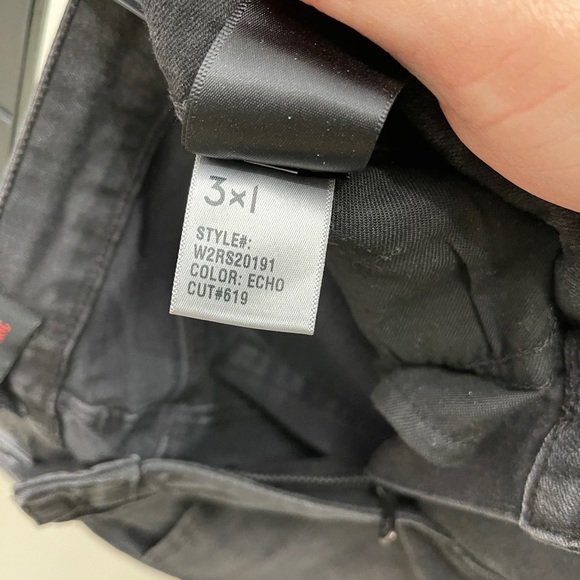 3×1
STYLE#:
W2RS20191
COLOR: ECHO
CUT#619